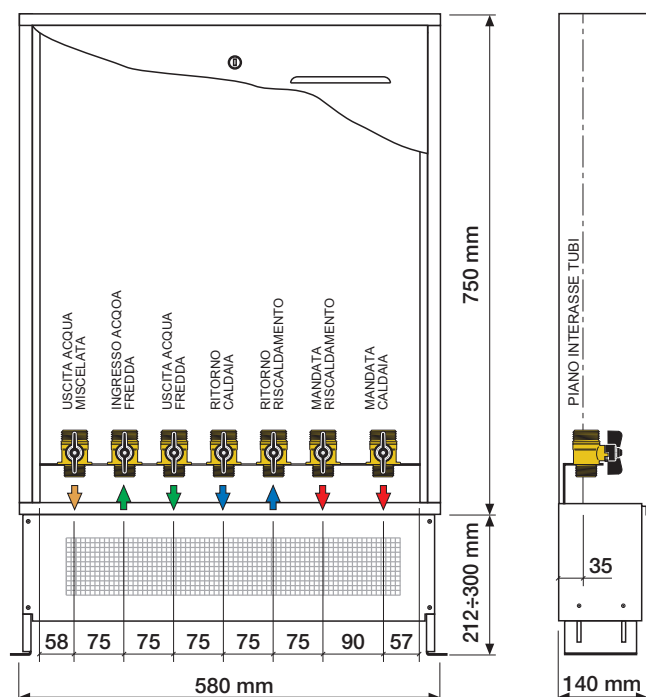 750 mm
PIANO INTERASSE TUBI
USCITA ACQUA
MISCELATA
INGRESSO ACQOA
FREDDA
USCITA ACQUA
FREDDA
RITORNO
CALDAIA
RITORNO
RISCALDAMENTO
MANDATA
RISCALDAMENTO
MANDATA
CALDAIA
212÷300 mm
35
58 75 75 75 75 75 90 57
580 mm
140 mm